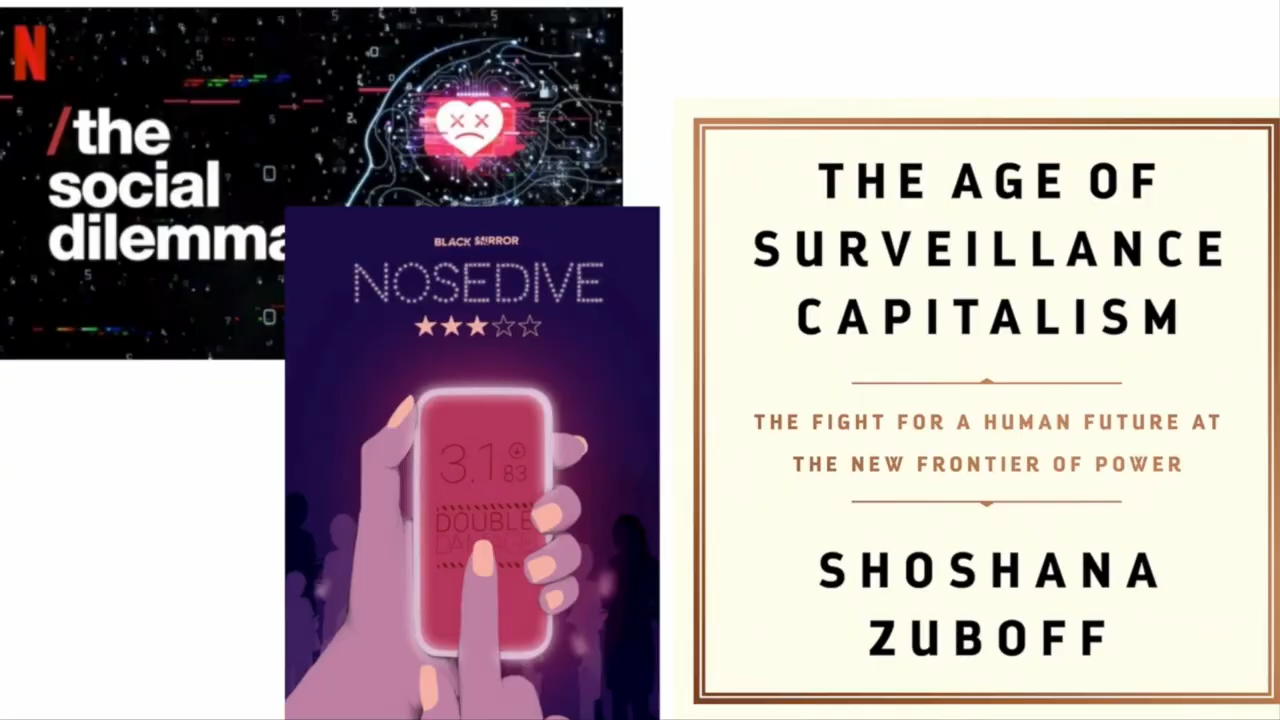 N
/the
social
dilemma
BLACK MIRROR
NOSEDIVE
3.1
83
DOUBLE
THE AGE OF
SURVEILLANCE
CAPITALISM
THE FIGHT FOR A HUMAN FUTURE AT
THE NEW FRONTIER OF POWER
SHOSHANA
ZUBOFF